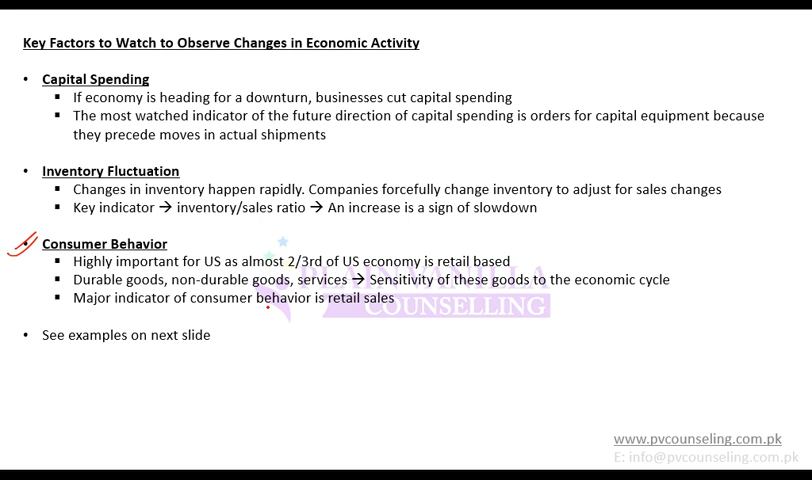 Key Factors to Watch to Observe Changes in Economic Activity
• Capital Spending
▪ If economy is heading for a downturn, businesses cut capital spending
▪ The most watched indicator of the future direction of capital spending is orders for capital equipment because
they precede moves in actual shipments
• Inventory Fluctuation
▪ Changes in inventory happen rapidly. Companies forcefully change inventory to adjust for sales changes
▪ Key indicator → inventory/sales ratio → An increase is a sign of slowdown
• Consumer Behavior
▪ Highly important for US as almost 2/3rd of US economy is retail based
▪ Durable goods, non-durable goods, services → Sensitivity of these goods to the economic cycle
▪ Major indicator of consumer behavior is retail sales
PLAIN VANILLA
COUNSELLING
• See examples on next slide
www.pvcounseling.com.pk
E: info@pvcounseling.com.pk